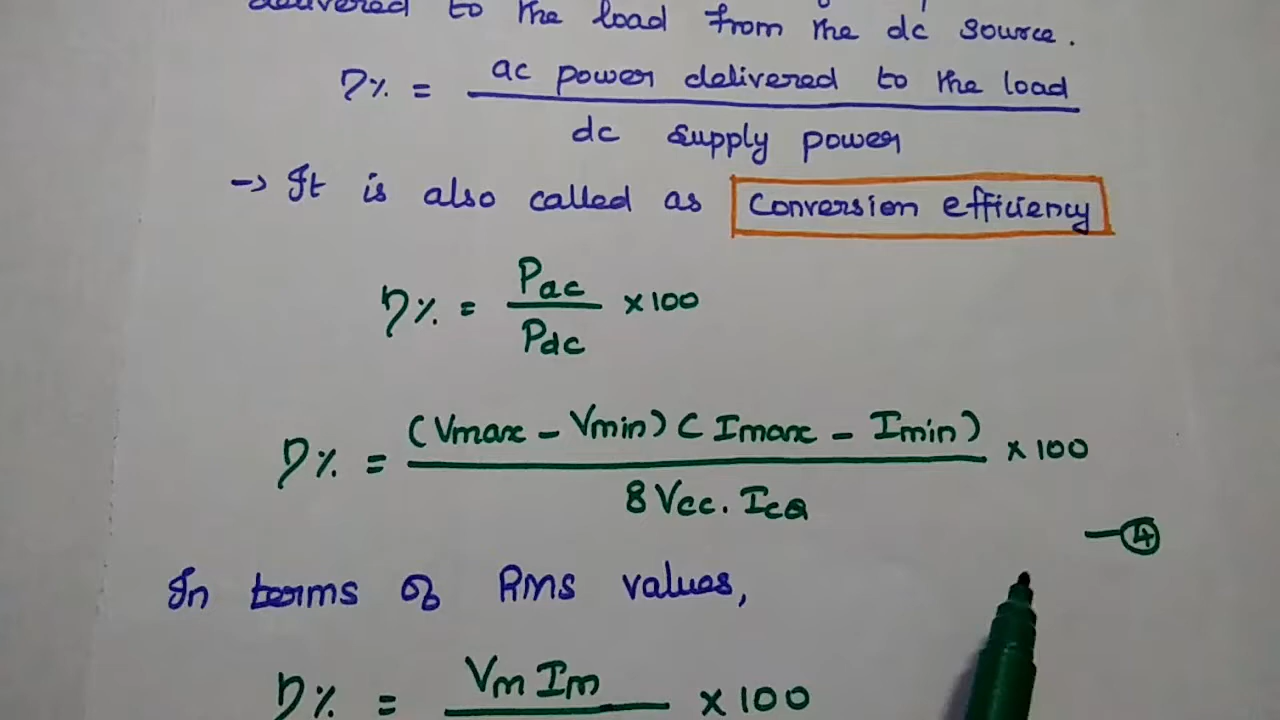 delivered to the load from the dc source.
η% = ac power delivered to the load / dc supply power
→ It is also called as Conversion efficiency
η% = Pac / Pdc × 100
η% = (Vmax - Vmin) (Imax - Imin) / 8 Vcc . IcQ × 100
— ④
In terms of Rms values,
η% = Vm Im × 100